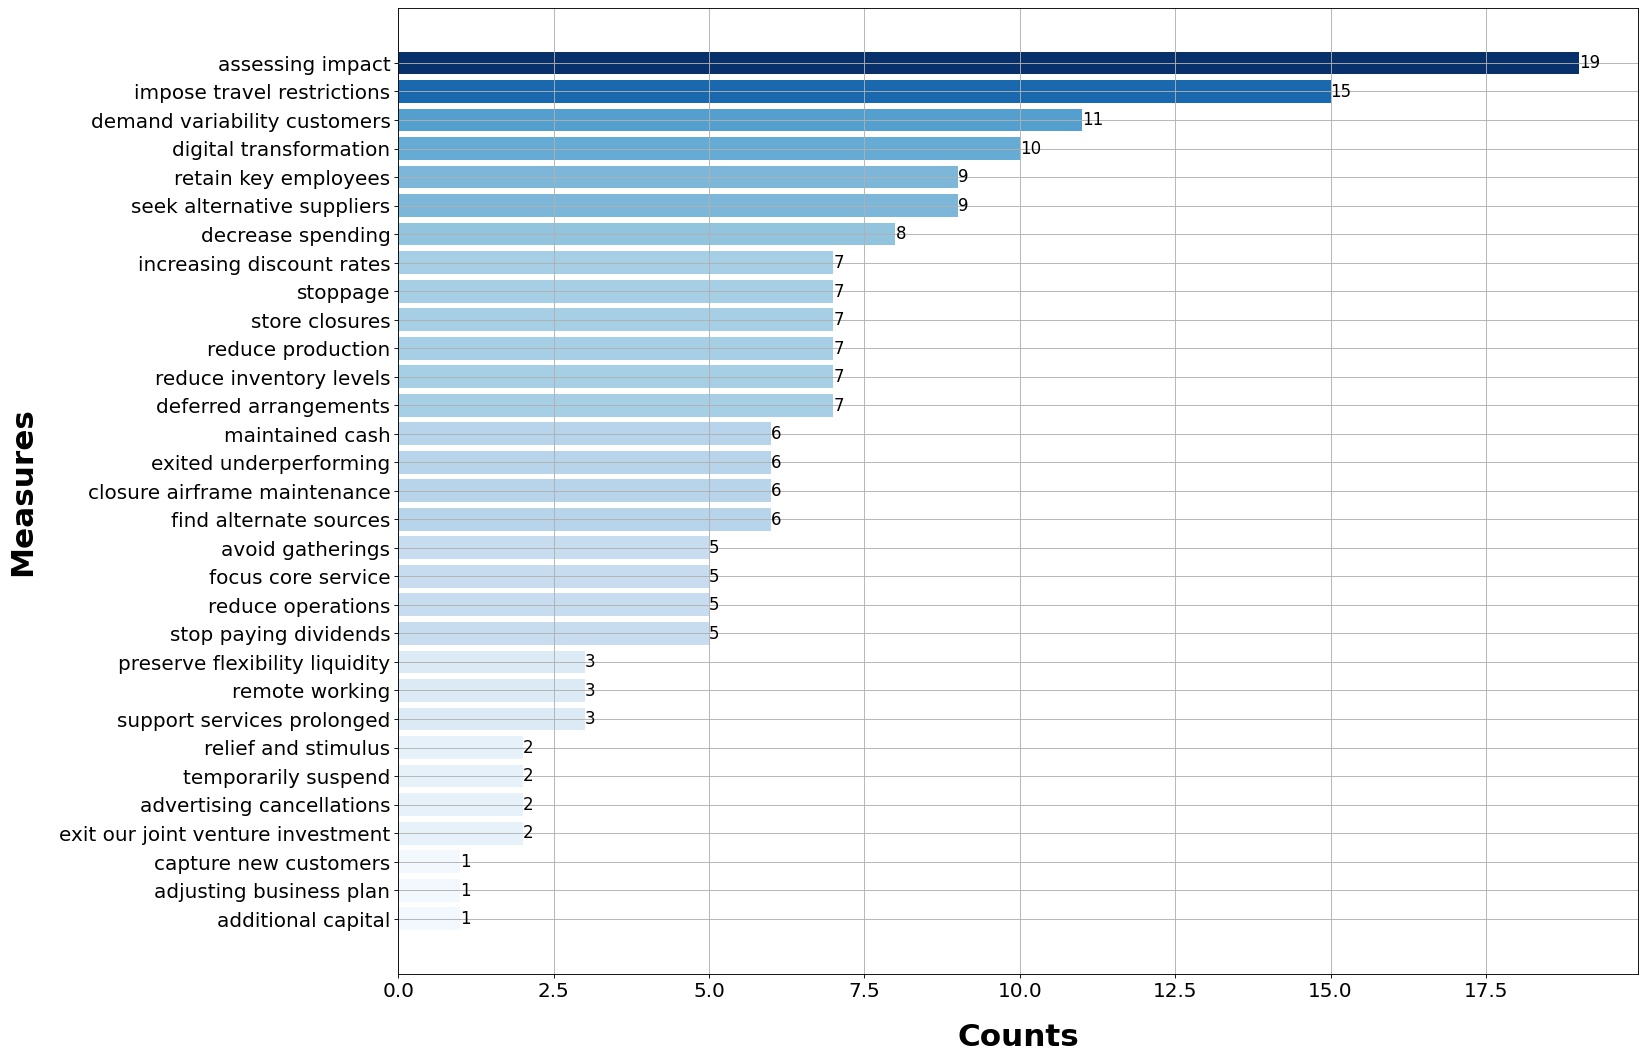 assessing impact 19
impose travel restrictions 15
demand variability customers 11
digital transformation 10
retain key employees 9
seek alternative suppliers 9
decrease spending 8
increasing discount rates 7
stoppage 7
store closures 7
reduce production 7
reduce inventory levels 7
deferred arrangements 7
maintained cash 6
exited underperforming 6
closure airframe maintenance 6
find alternate sources 6
avoid gatherings 5
focus core service 5
reduce operations 5
stop paying dividends 5
preserve flexibility liquidity 3
remote working 3
support services prolonged 3
relief and stimulus 2
temporarily suspend 2
advertising cancellations 2
exit our joint venture investment 2
capture new customers 1
adjusting business plan 1
additional capital 1
0.0 2.5 5.0 7.5 10.0 12.5 15.0 17.5
Counts
Measures